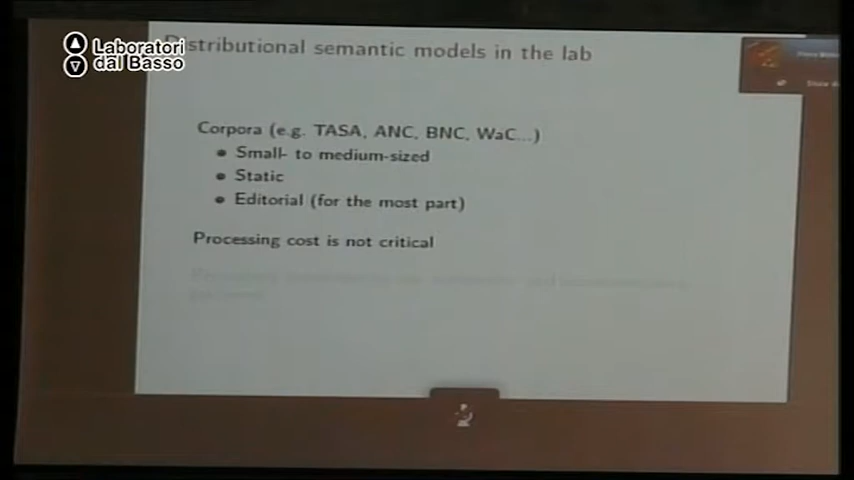 Laboratori
dal Basso
Distributional semantic models in the lab
Corpora (e.g. TASA, ANC, BNC, WaC...)
• Small- to medium-sized
• Static
• Editorial (for the most part)
Processing cost is not critical